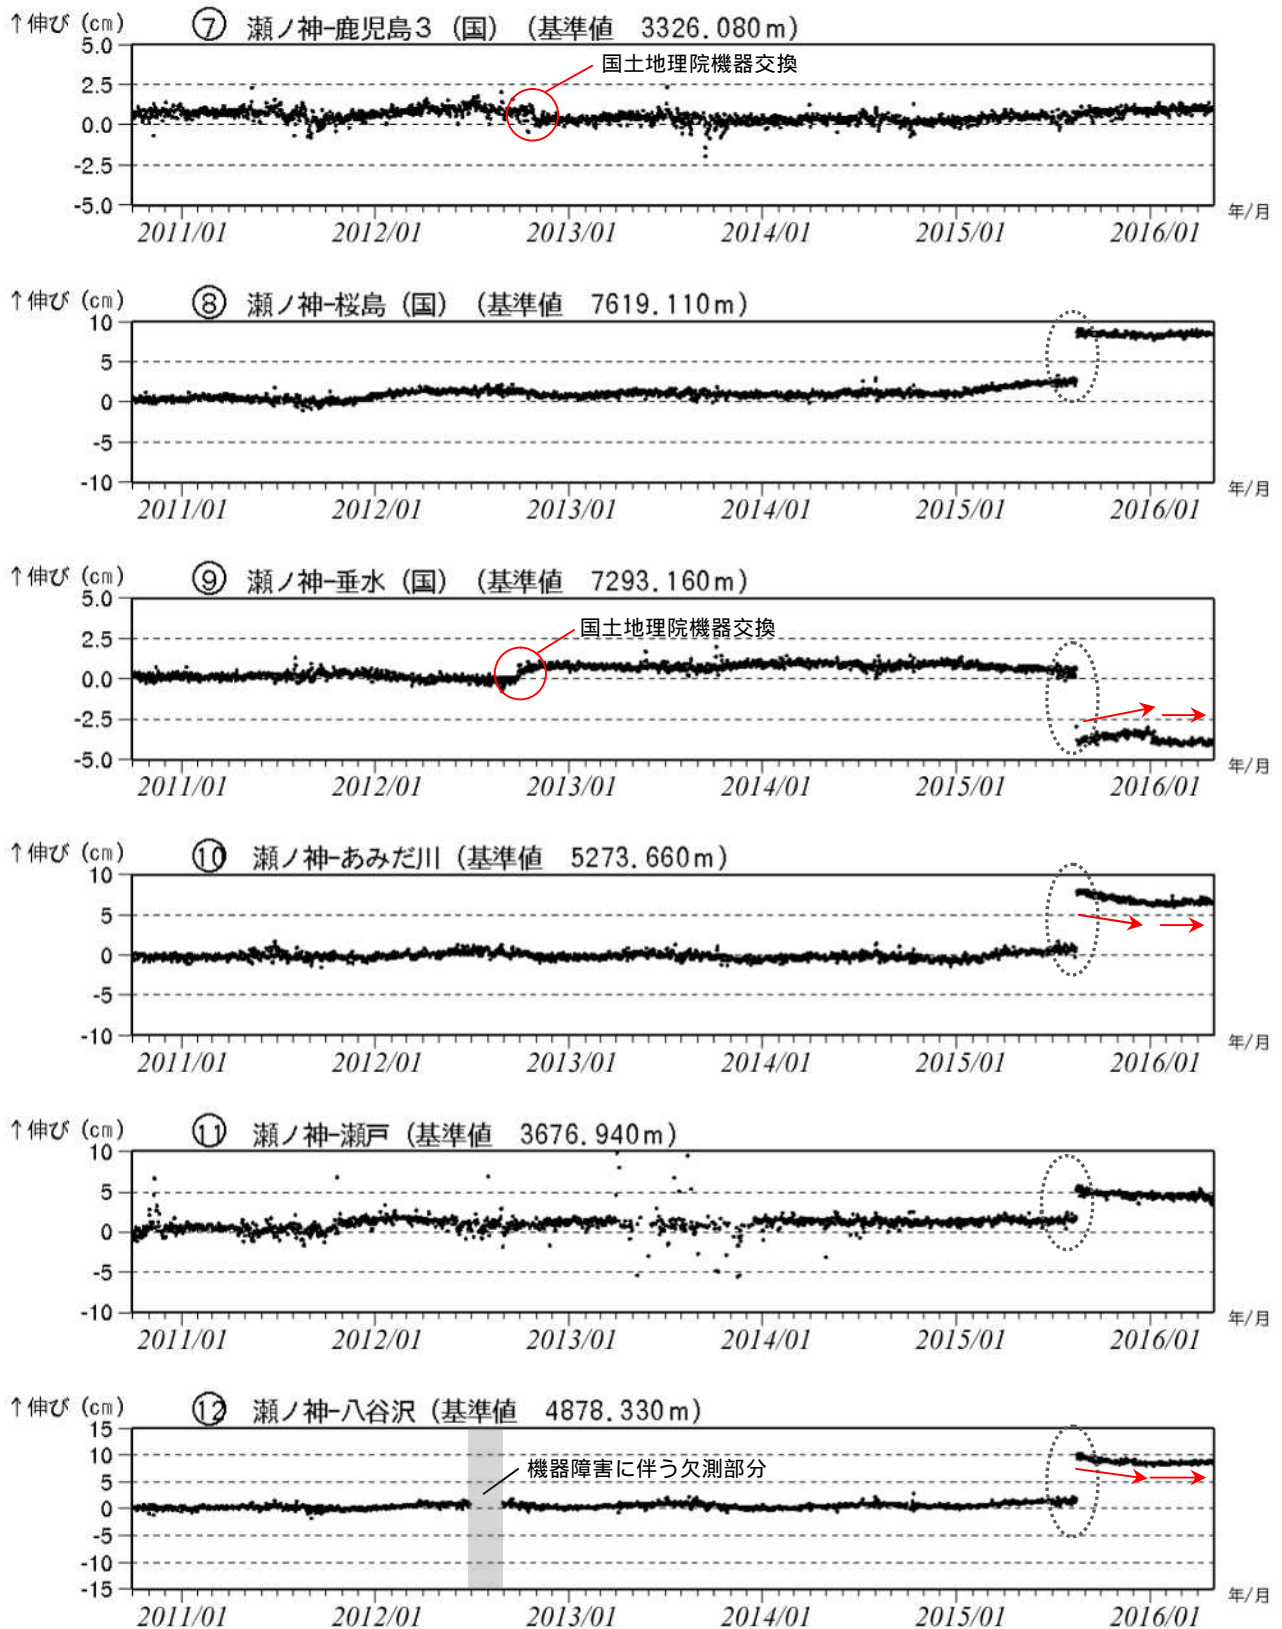 ↑伸び (cm) ⑦ 瀬ノ神-鹿児島3 (国) (基準値 3326.080m)
国土地理院機器交換
5.0
2.5
0.0
-2.5
-5.0
2011/01 2012/01 2013/01 2014/01 2015/01 2016/01 年/月
↑伸び (cm) ⑧ 瀬ノ神-桜島 (国) (基準値 7619.110m)
10
5
0
-5
-10
2011/01 2012/01 2013/01 2014/01 2015/01 2016/01 年/月
↑伸び (cm) ⑨ 瀬ノ神-垂水 (国) (基準値 7293.160m)
国土地理院機器交換
5.0
2.5
0.0
-2.5
-5.0
2011/01 2012/01 2013/01 2014/01 2015/01 2016/01 年/月
↑伸び (cm) ⑩ 瀬ノ神-あみだ川 (基準値 5273.660m)
10
5
0
-5
-10
2011/01 2012/01 2013/01 2014/01 2015/01 2016/01 年/月
↑伸び (cm) ⑪ 瀬ノ神-瀬戸 (基準値 3676.940m)
10
5
0
-5
-10
2011/01 2012/01 2013/01 2014/01 2015/01 2016/01 年/月
↑伸び (cm) ⑫ 瀬ノ神-八谷沢 (基準値 4878.330m)
機器障害に伴う欠測部分
15
10
5
0
-5
-10
-15
2011/01 2012/01 2013/01 2014/01 2015/01 2016/01 年/月